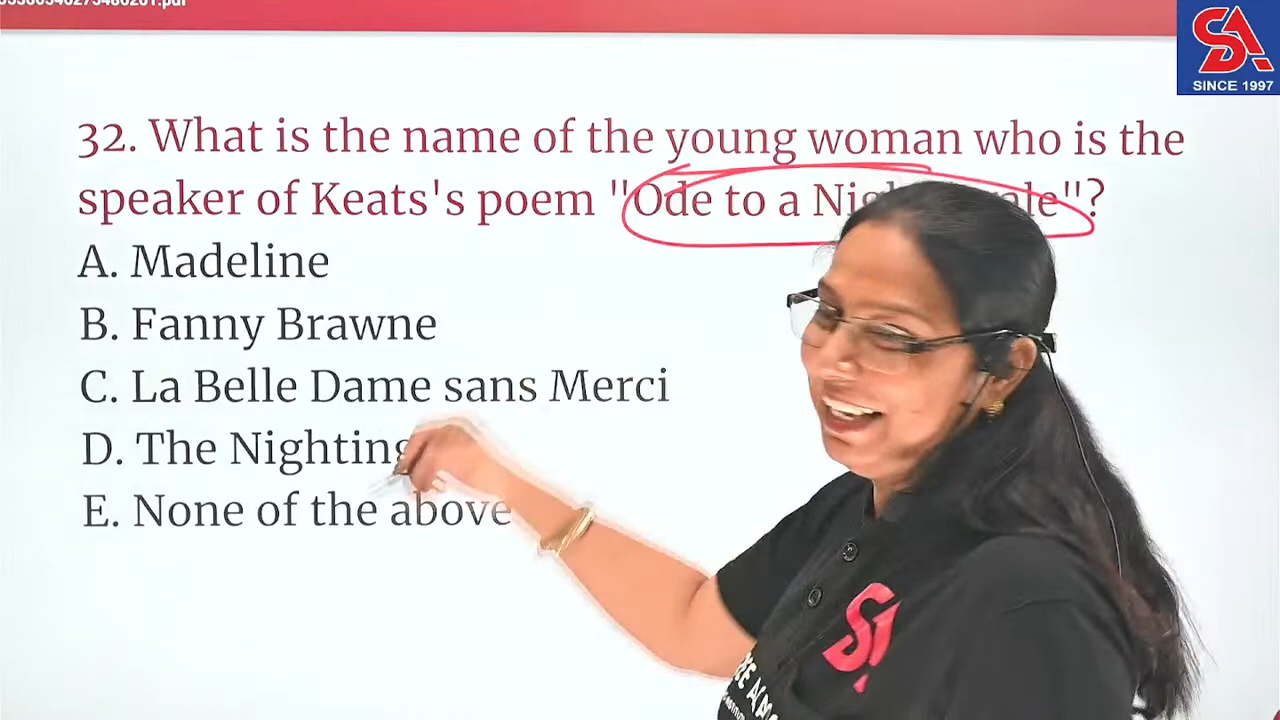 SINCE 1997
32. What is the name of the young woman who is the
speaker of Keats's poem "Ode to a
A. Madeline
B. Fanny Brawne
C. La Belle Dame sans Merci
D. The
E. None of the above
SA